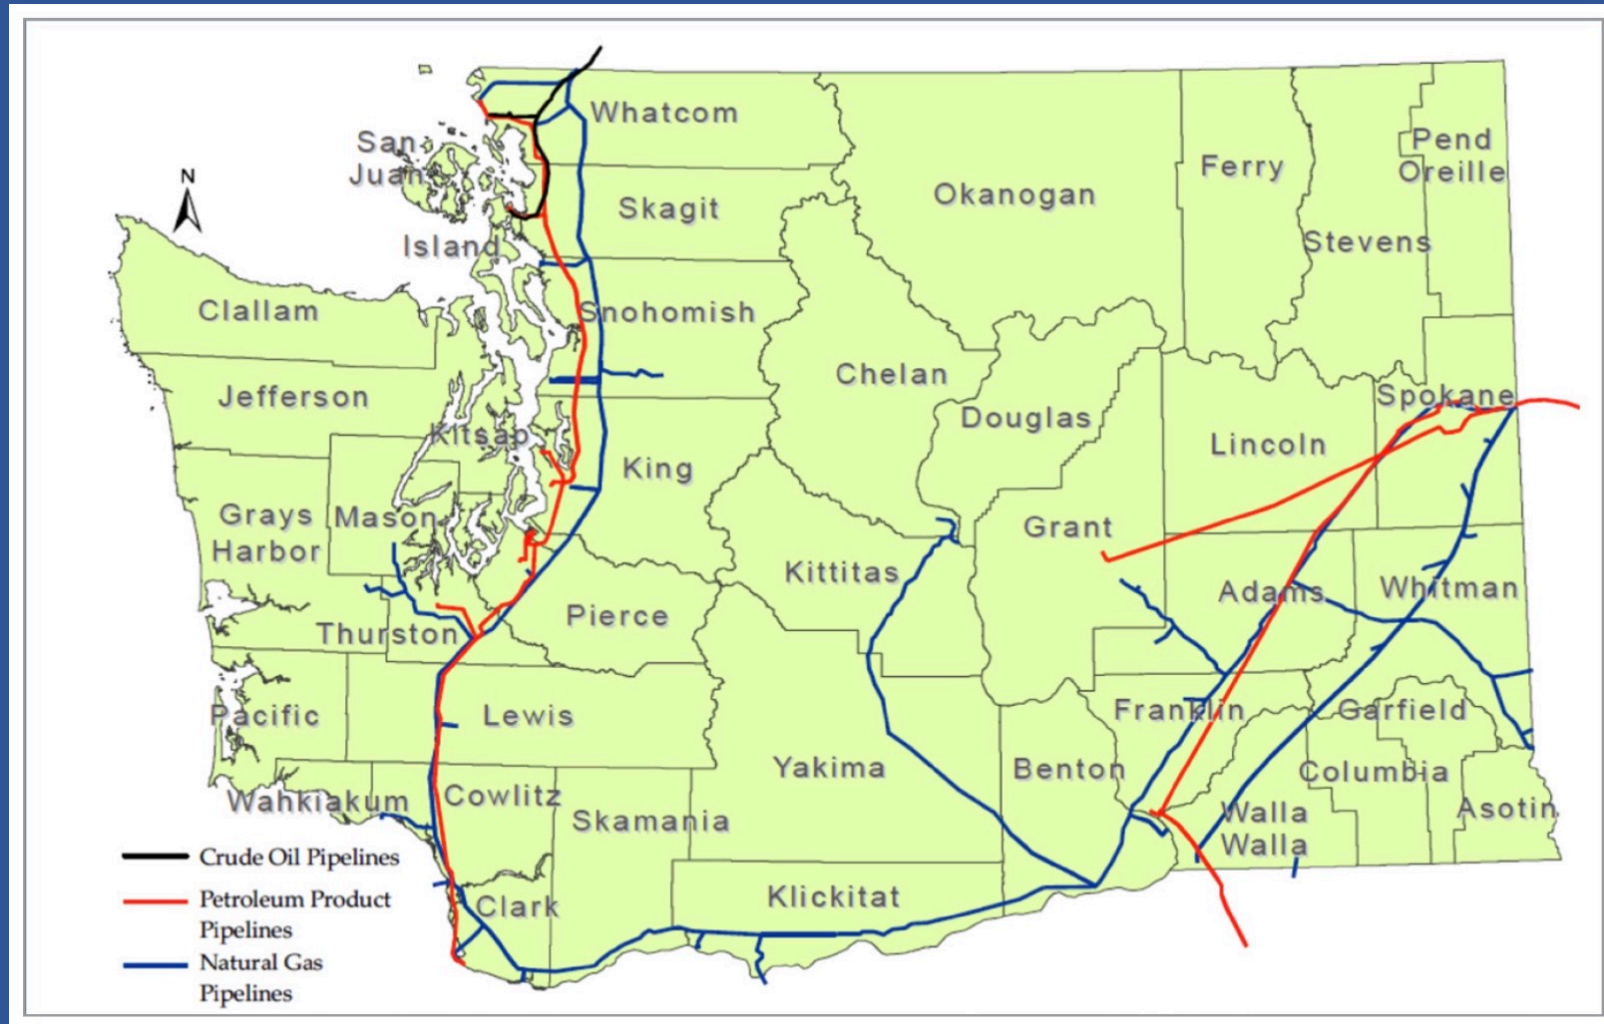 N
Whatcom
San
Juan
Skagit
Island
Okanogan
Ferry
Pend
Oreille
Stevens
Clallam
Snohomish
Jefferson
Chelan
Kitsap
Douglas
Spokane
Lincoln
King
Grays
Harbor
Mason
Grant
Kittitas
Adams
Whitman
Thurston
Pierce
Pacific
Lewis
Franklin
Garfield
Yakima
Benton
Columbia
Wahkiakum
Cowlitz
Skamania
Walla
Walla
Asotin
Klickitat
Clark
Crude Oil Pipelines
Petroleum Product
Pipelines
Natural Gas
Pipelines